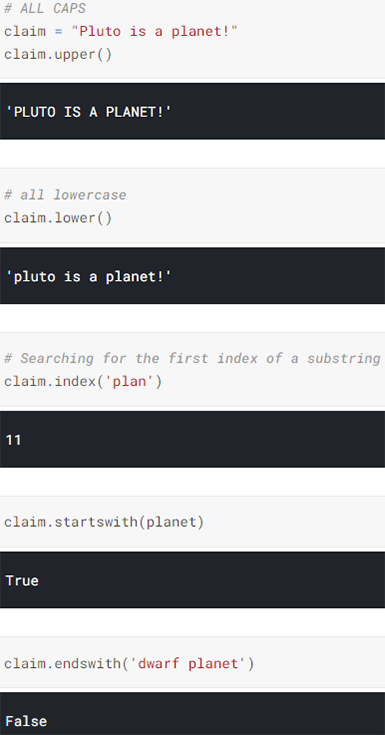 # ALL CAPS
claim = "Pluto is a planet!"
claim.upper()
'PLUTO IS A PLANET!'
# all lowercase
claim.lower()
'pluto is a planet!'
# Searching for the first index of a substring
claim.index('plan')
11
claim.startswith(planet)
True
claim.endswith('dwarf planet')
False